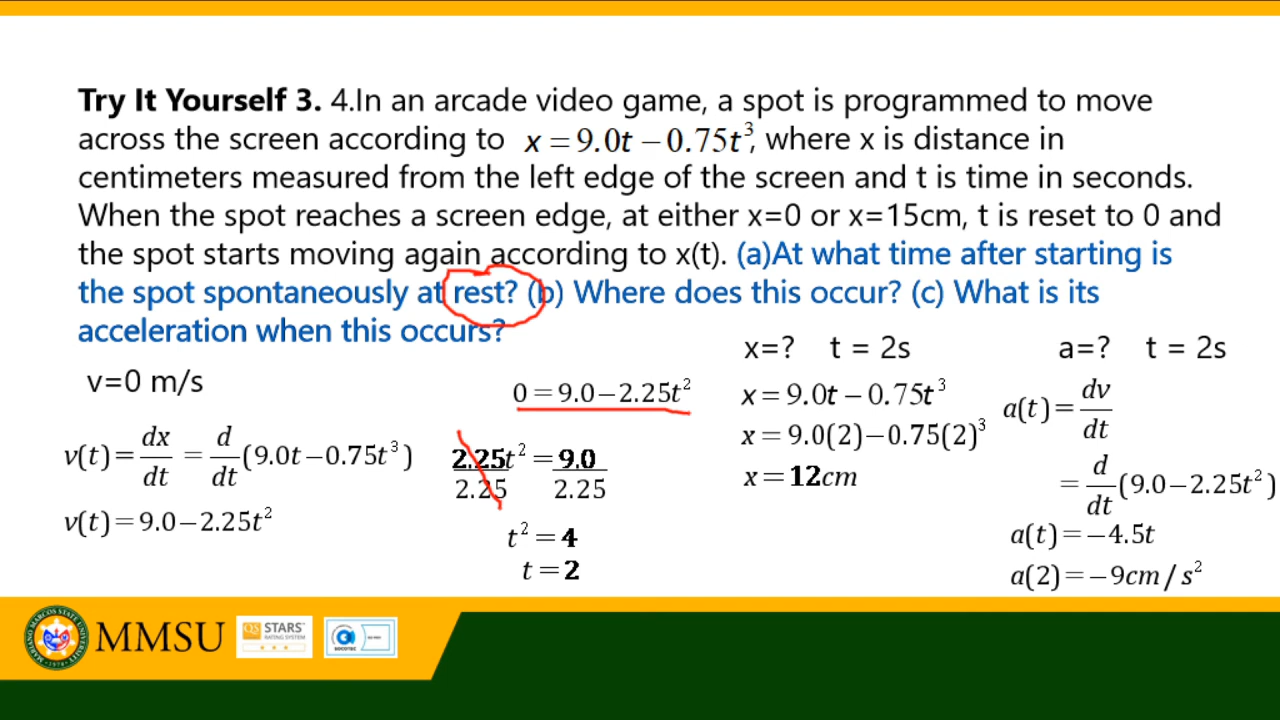 Try It Yourself 3. 4.In an arcade video game, a spot is programmed to move
across the screen according to x = 9.0t – 0.75t³, where x is distance in
centimeters measured from the left edge of the screen and t is time in seconds.
When the spot reaches a screen edge, at either x=0 or x=15cm, t is reset to 0 and
the spot starts moving again according to x(t). (a)At what time after starting is
the spot spontaneously at rest? (b) Where does this occur? (c) What is its
acceleration when this occurs?
v=0 m/s
v(t) = dx/dt = d/dt (9.0t – 0.75t³)
v(t) = 9.0 – 2.25t²
0 = 9.0 – 2.25t²
2.25t² = 9.0
2.25 2.25
t² = 4
t = 2
x=? t = 2s
x = 9.0t – 0.75t³
x = 9.0(2) – 0.75(2)³
x = 12cm
a=? t = 2s
a(t) = dv/dt
= d/dt (9.0 – 2.25t²)
a(t) = –4.5t
a(2) = –9cm / s²
MMSU
QS STARS
RATING SYSTEM